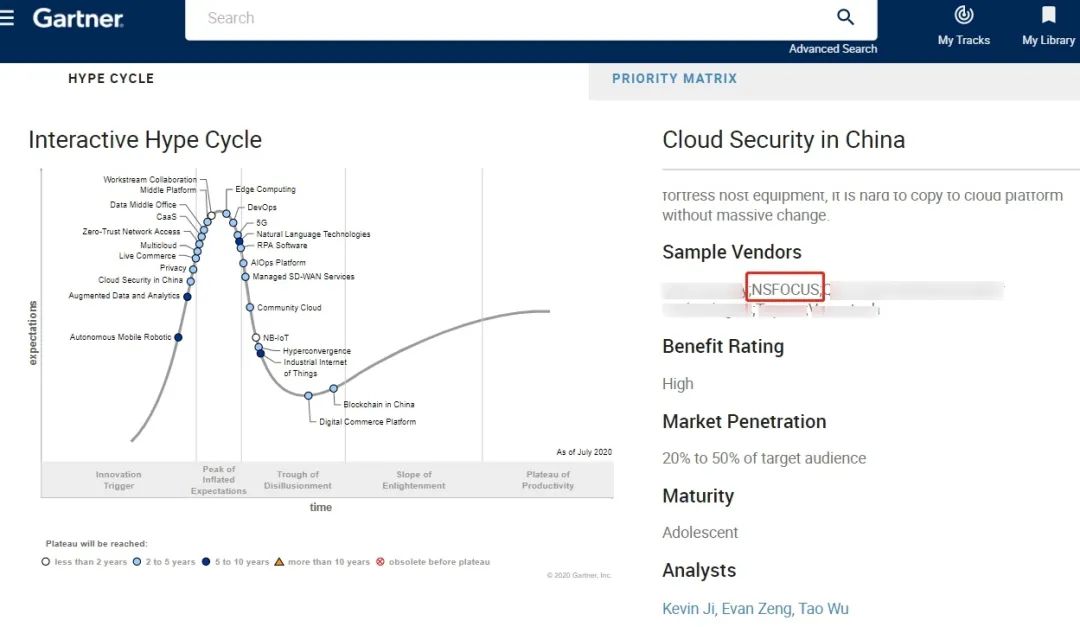 Gartner
Search
Advanced Search
My Tracks
My Library
HYPE CYCLE
PRIORITY MATRIX
Interactive Hype Cycle
expectations
Workstream Collaboration
Middle Platform
Data Middle Office
CaaS
Zero-Trust Network Access
Multicloud
Live Commerce
Privacy
Cloud Security in China
Augmented Data and Analytics
Autonomous Mobile Robotic
Edge Computing
DevOps
5G
Natural Language Technologies
RPA Software
AIOps Platform
Managed SD-WAN Services
Community Cloud
NB-IoT
Hyperconvergence
Industrial Internet
of Things
Blockchain in China
Digital Commerce Platform
As of July 2020
Innovation
Trigger
Peak of
Inflated
Expectations
Trough of
Disillusionment
Slope of
Enlightenment
Plateau of
Productivity
time
Plateau will be reached:
less than 2 years
2 to 5 years
5 to 10 years
more than 10 years
obsolete before plateau
© 2020 Gartner, Inc.
Cloud Security in China
fortress host equipment, it is hard to copy to cloud platform
without massive change.
Sample Vendors
NSFOCUS
Benefit Rating
High
Market Penetration
20% to 50% of target audience
Maturity
Adolescent
Analysts
Kevin Ji, Evan Zeng, Tao Wu